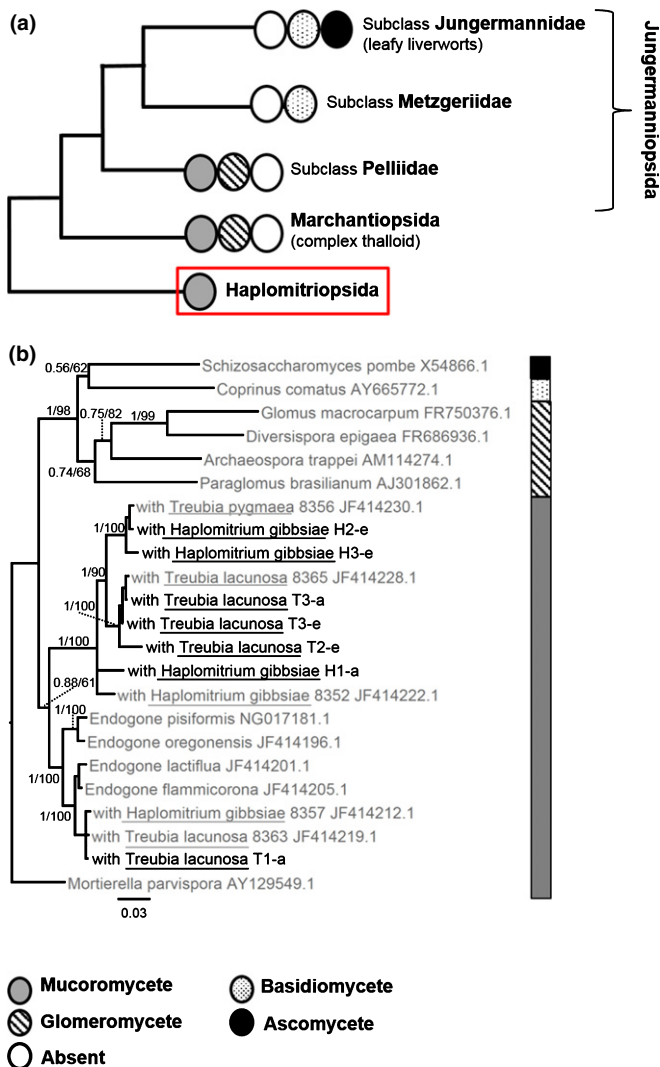 (a)
Subclass Jungermannidae
(leafy liverworts)
Subclass Metzgeriidae
Subclass Pelliidae
Marchantiopsida
(complex thalloid)
Haplomitriopsida
Jungermanniopsida
(b)
0.56/62
Schizosaccharomyces pombe X54866.1
Coprinus comatus AY665772.1
1/98
0.75/82
1/99
Glomus macrocarpum FR750376.1
Diversispora epigaea FR686936.1
Archaeospora trappei AM114274.1
0.74/68
Paraglomus brasilianum AJ301862.1
with Treubia pygmaea 8356 JF414230.1
1/100
with Haplomitrium gibbsiae H2-e
with Haplomitrium gibbsiae H3-e
1/90
with Treubia lacunosa 8365 JF414228.1
with Treubia lacunosa T3-a
1/100
with Treubia lacunosa T3-e
1/100
with Treubia lacunosa T2-e
with Haplomitrium gibbsiae H1-a
0.88/61
with Haplomitrium gibbsiae 8352 JF414222.1
1/100
Endogone pisiformis NG017181.1
Endogone oregonensis JF414196.1
1/100
Endogone lactiflua JF414201.1
Endogone flammicorona JF414205.1
1/100
with Haplomitrium gibbsiae 8357 JF414212.1
with Treubia lacunosa 8363 JF414219.1
with Treubia lacunosa T1-a
Mortierella parvispora AY129549.1
0.03
Mucoromycete
Basidiomycete
Glomeromycete
Ascomycete
Absent